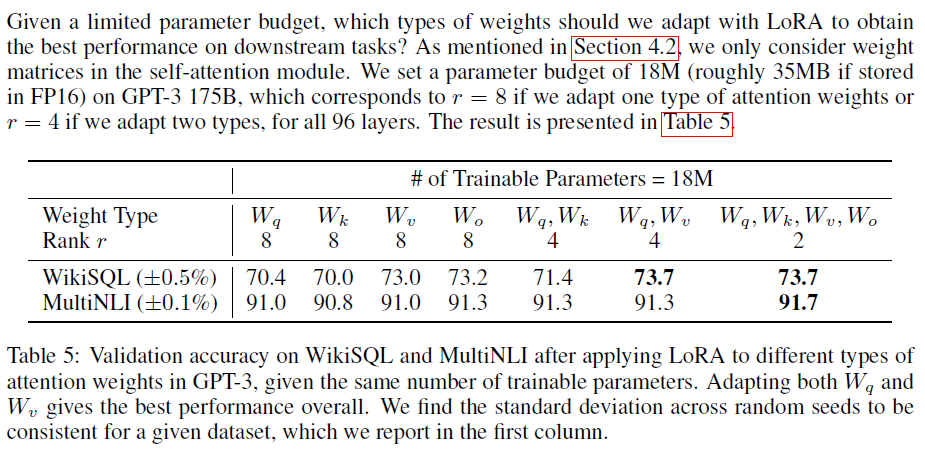 Given a limited parameter budget, which types of weights should we adapt with LoRA to obtain
the best performance on downstream tasks? As mentioned in Section 4.2, we only consider weight
matrices in the self-attention module. We set a parameter budget of 18M (roughly 35MB if stored
in FP16) on GPT-3 175B, which corresponds to r = 8 if we adapt one type of attention weights or
r = 4 if we adapt two types, for all 96 layers. The result is presented in Table 5.
# of Trainable Parameters = 18M
Weight Type W_q W_k W_v W_o W_q, W_k W_q, W_v W_q, W_k, W_v, W_o
Rank r 8 8 8 8 4 4 2
WikiSQL (±0.5%) 70.4 70.0 73.0 73.2 71.4 73.7 73.7
MultiNLI (±0.1%) 91.0 90.8 91.0 91.3 91.3 91.3 91.7
Table 5: Validation accuracy on WikiSQL and MultiNLI after applying LoRA to different types of
attention weights in GPT-3, given the same number of trainable parameters. Adapting both W_q and
W_v gives the best performance overall. We find the standard deviation across random seeds to be
consistent for a given dataset, which we report in the first column.